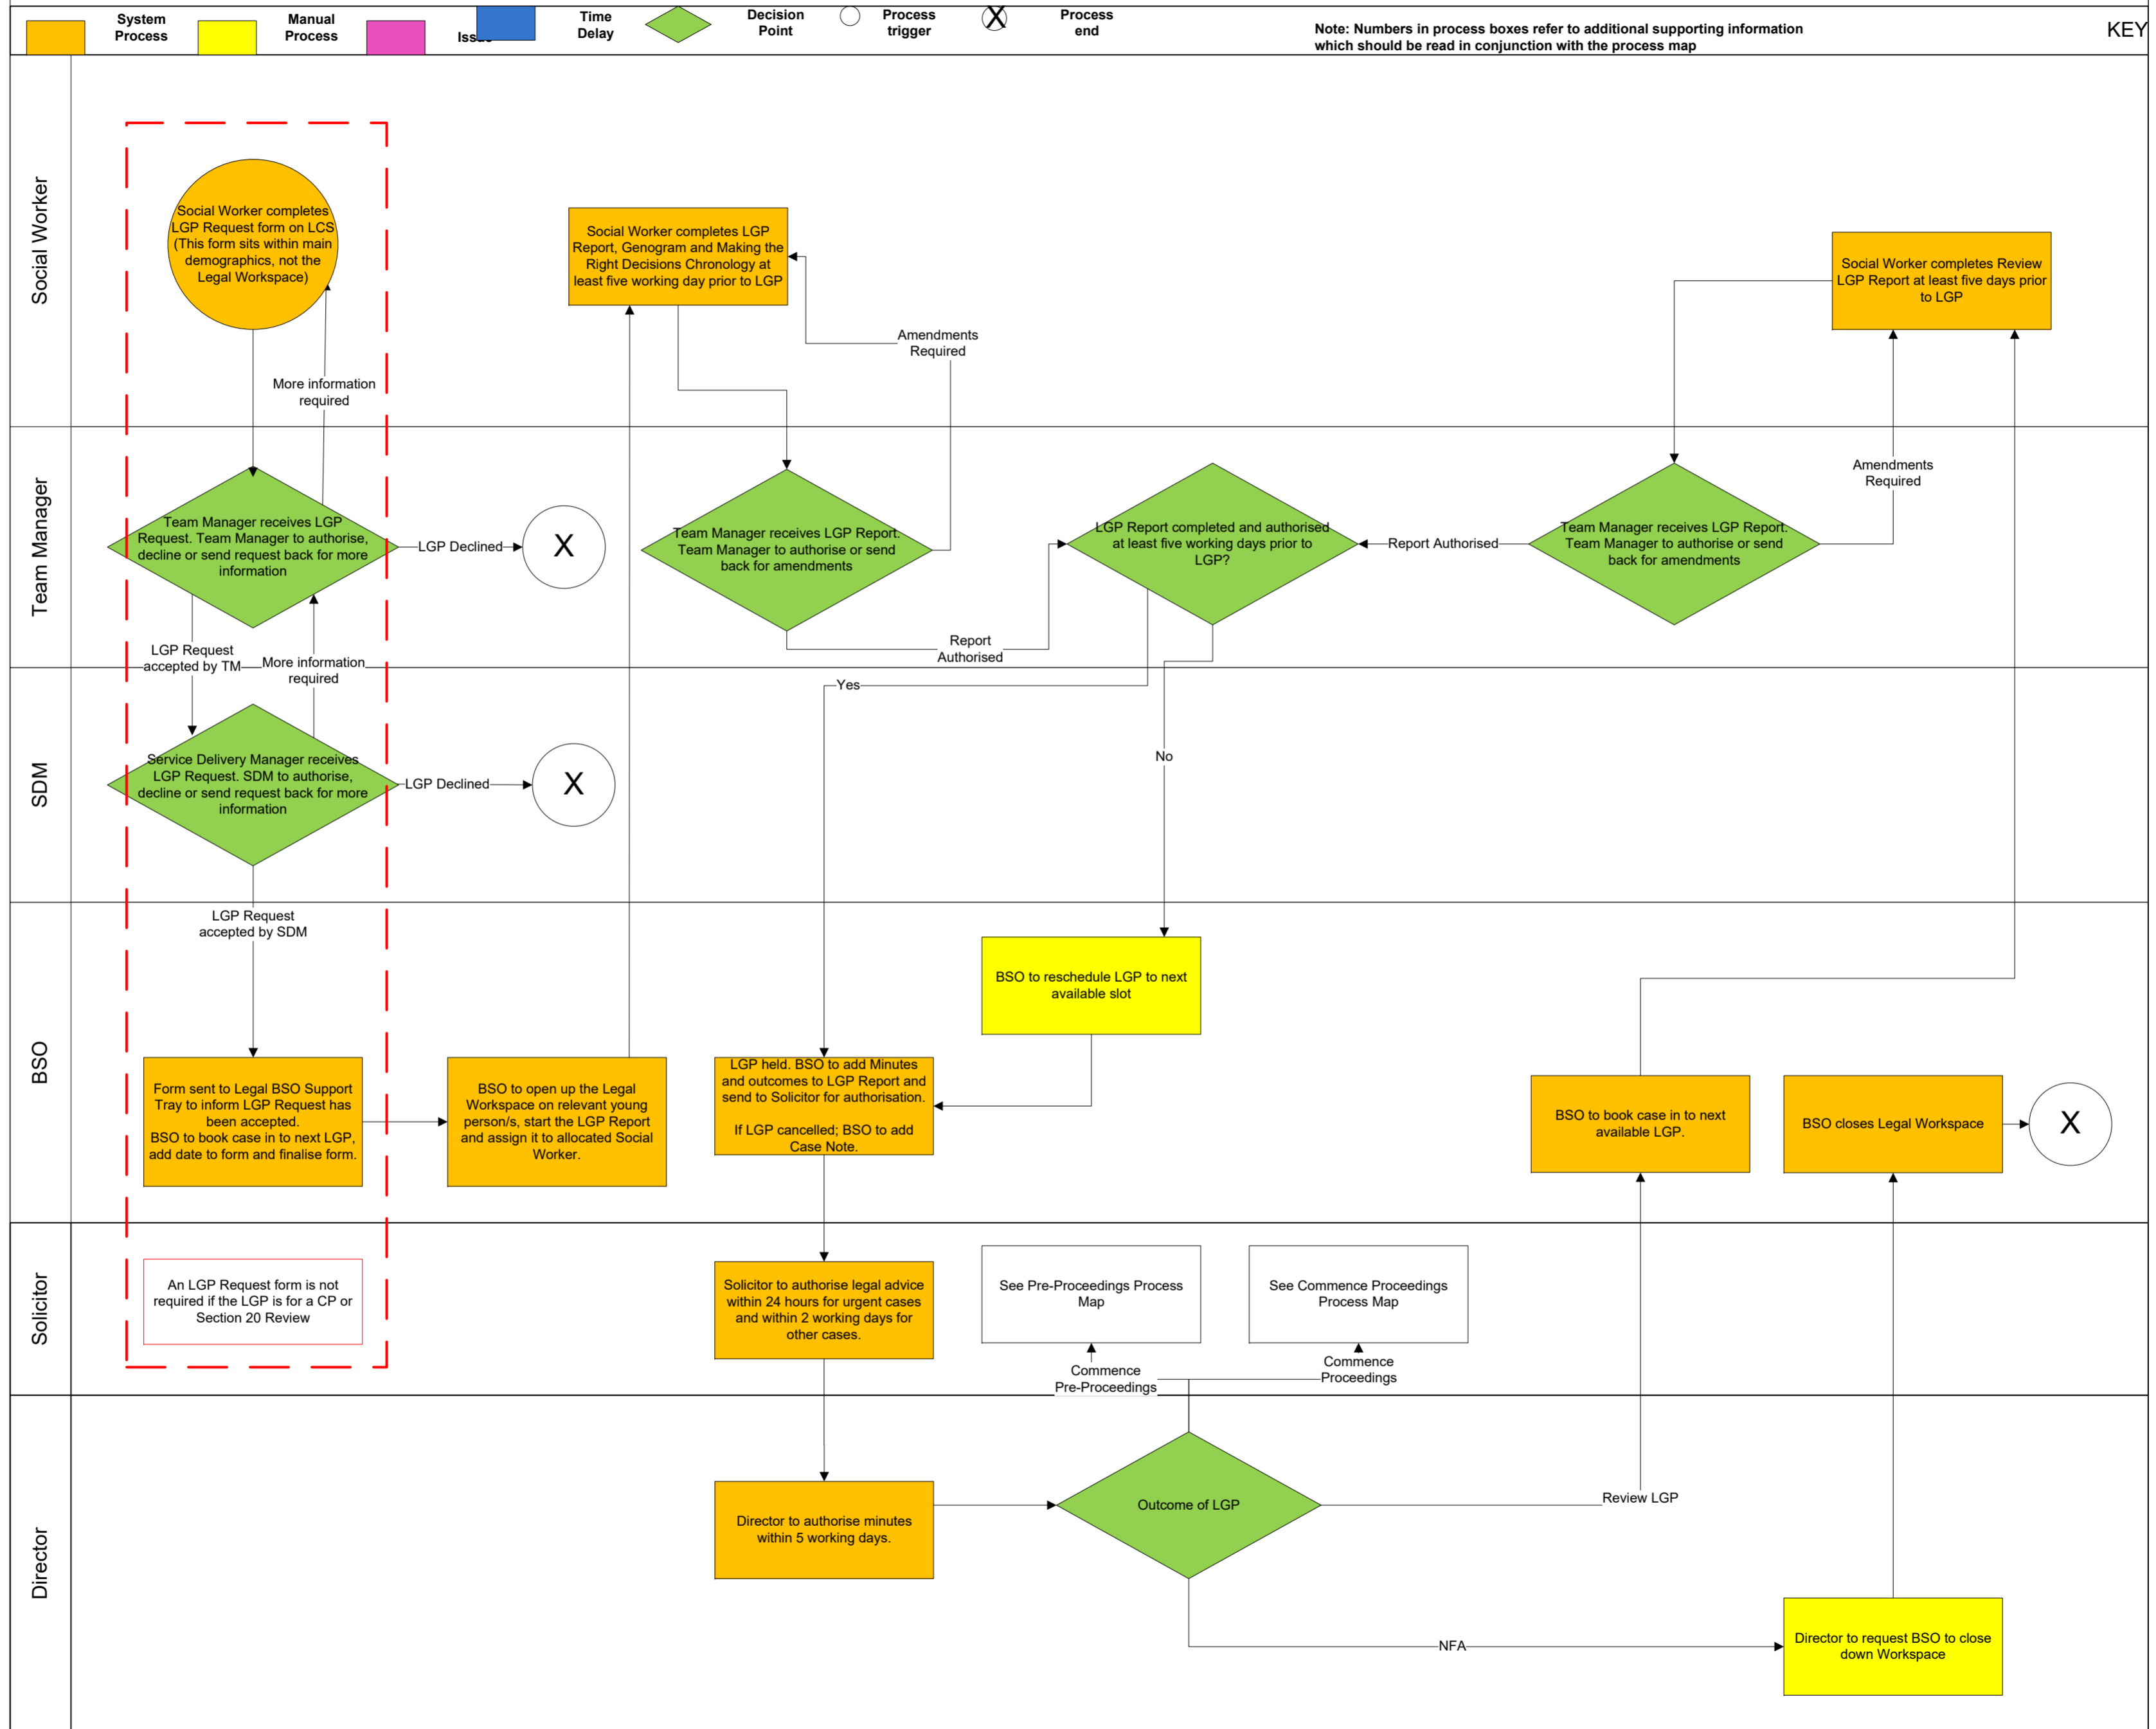 System
Process
Manual
Process
Issue
Time
Delay
Decision
Point
Process
trigger
X
Process
end
Note: Numbers in process boxes refer to additional supporting information
which should be read in conjunction with the process map
KEY
Social Worker
Social Worker completes
LGP Request form on LCS
(This form sits within main
demographics, not the
Legal Workspace)
More information
required
Social Worker completes LGP
Report, Genogram and Making the
Right Decisions Chronology at
least five working day prior to LGP
Amendments
Required
Social Worker completes Review
LGP Report at least five days prior
to LGP
Team Manager
Team Manager receives LGP
Request. Team Manager to authorise,
decline or send request back for more
information
LGP Declined
X
Team Manager receives LGP Report.
Team Manager to authorise or send
back for amendments
Report
Authorised
LGP Report completed and authorised
at least five working days prior to
LGP?
Report Authorised
Team Manager receives LGP Report.
Team Manager to authorise or send
back for amendments
Amendments
Required
LGP Request
accepted by TM
More information
required
SDM
Service Delivery Manager receives
LGP Request. SDM to authorise,
decline or send request back for more
information
LGP Declined
X
Yes
No
LGP Request
accepted by SDM
BSO
Form sent to Legal BSO Support
Tray to inform LGP Request has
been accepted.
BSO to book case in to next LGP,
add date to form and finalise form.
BSO to open up the Legal
Workspace on relevant young
person/s, start the LGP Report
and assign it to allocated Social
Worker.
LGP held. BSO to add Minutes
and outcomes to LGP Report and
send to Solicitor for authorisation.
If LGP cancelled; BSO to add
Case Note.
BSO to reschedule LGP to next
available slot
BSO to book case in to next
available LGP.
BSO closes Legal Workspace
X
Solicitor
An LGP Request form is not
required if the LGP is for a CP or
Section 20 Review
Solicitor to authorise legal advice
within 24 hours for urgent cases
and within 2 working days for
other cases.
See Pre-Proceedings Process
Map
See Commence Proceedings
Process Map
Commence
Pre-Proceedings
Commence
Proceedings
Director
Director to authorise minutes
within 5 working days.
Outcome of LGP
Review LGP
NFA
Director to request BSO to close
down Workspace